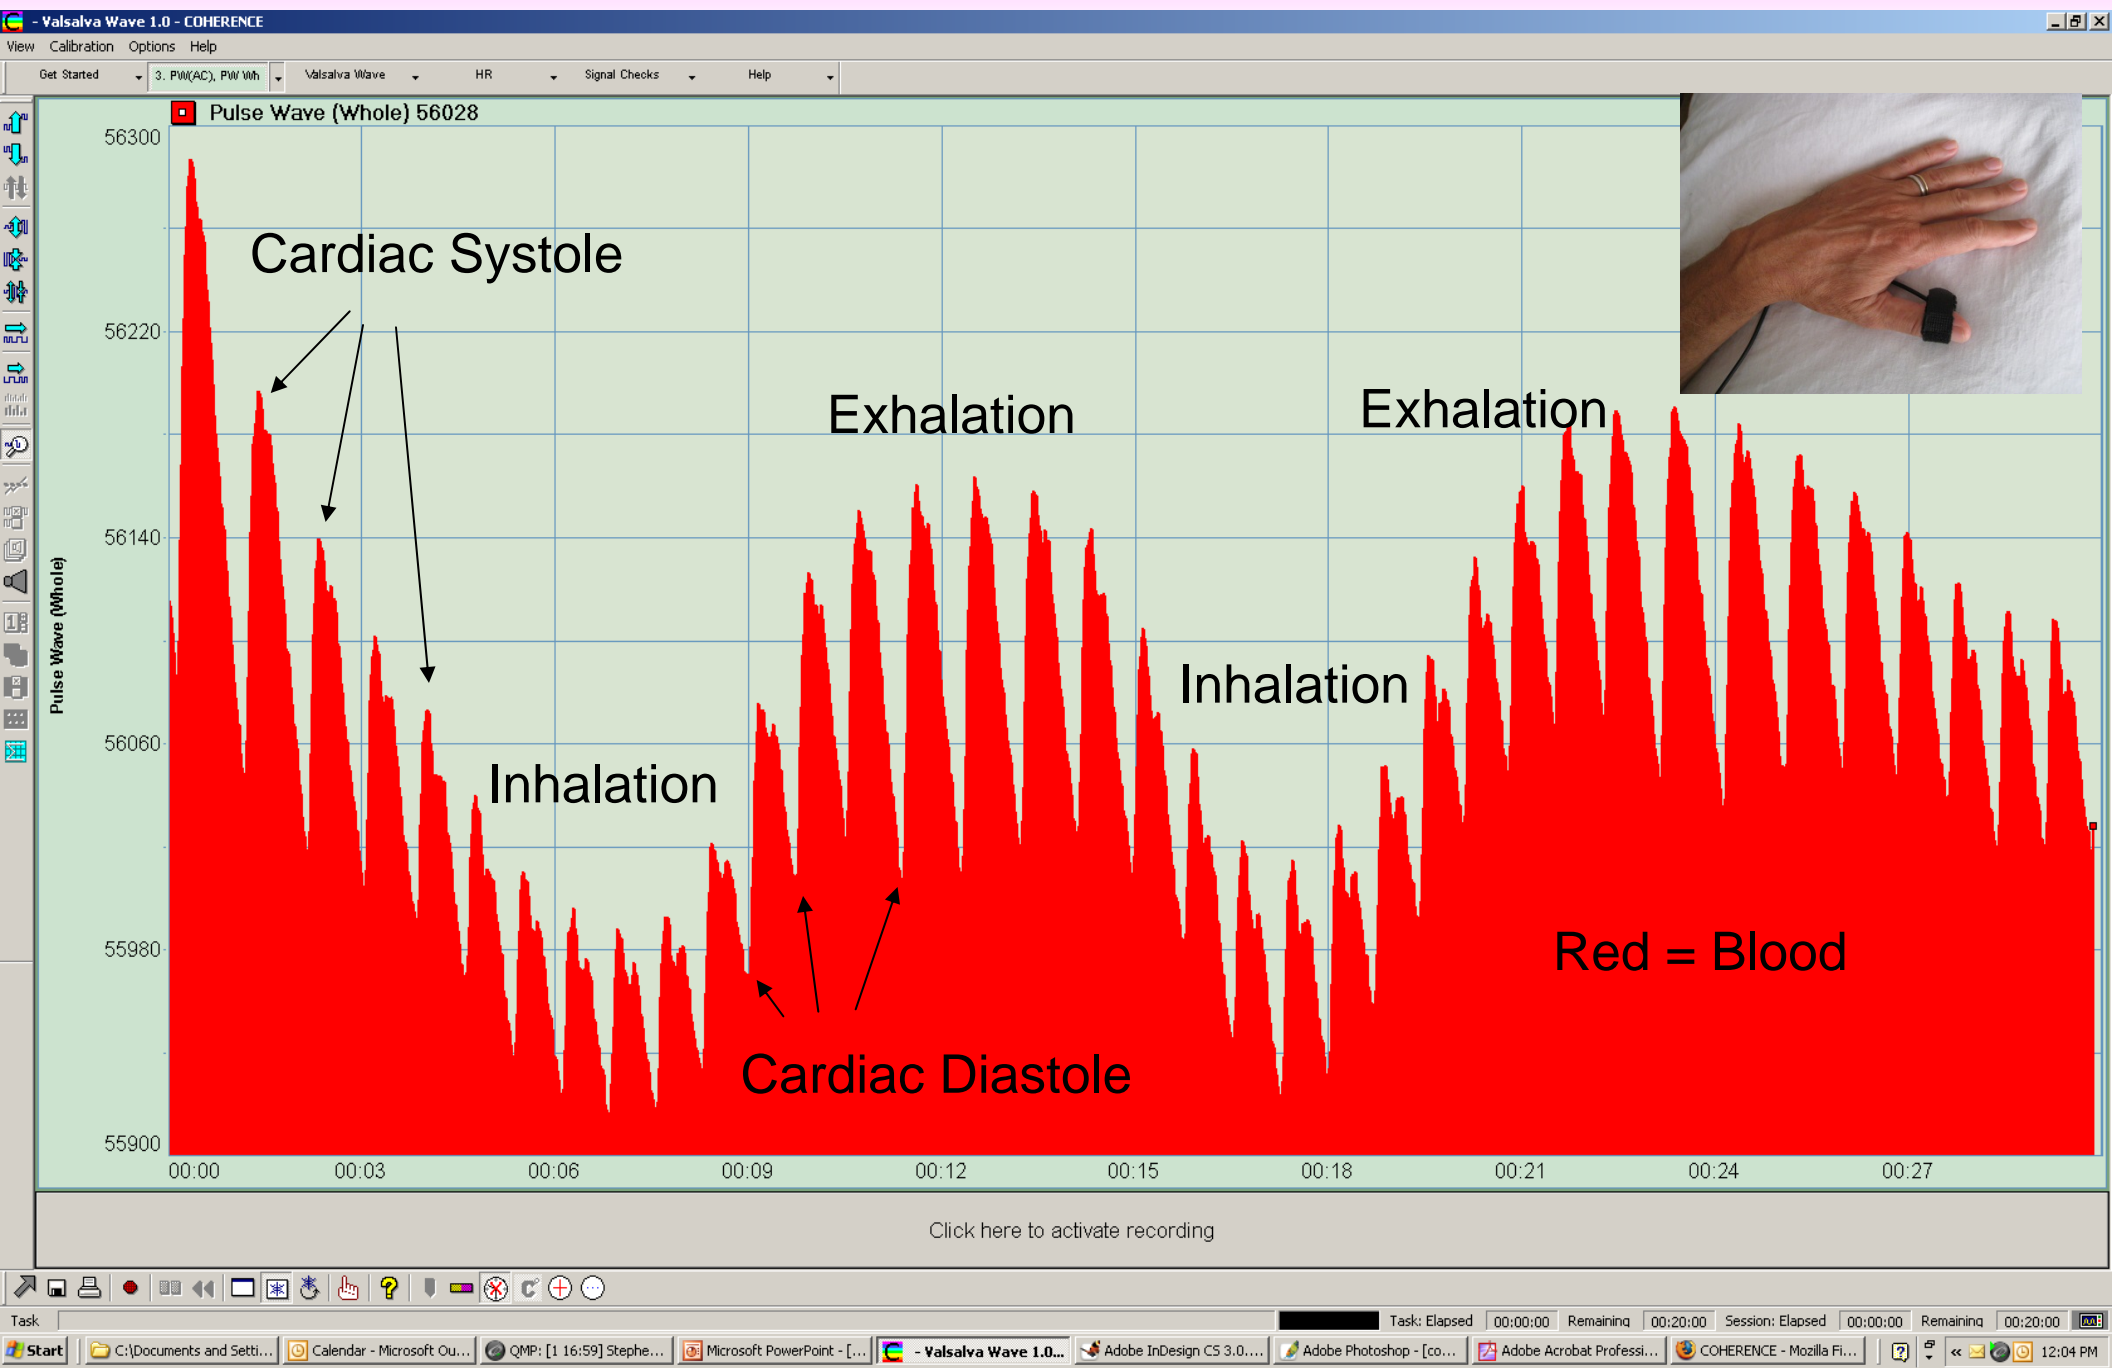 - Valsalva Wave 1.0 - COHERENCE
View Calibration Options Help
Get Started 3. PW(AC), PW Wh Valsalva Wave HR Signal Checks Help
Pulse Wave (Whole) 56028
56300
56220
56140
56060
55980
55900
Pulse Wave (Whole)
Cardiac Systole
Exhalation
Exhalation
Inhalation
Inhalation
Red = Blood
Cardiac Diastole
00:00 00:03 00:06 00:09 00:12 00:15 00:18 00:21 00:24 00:27
Click here to activate recording
Task Task: Elapsed 00:00:00 Remaining 00:20:00 Session: Elapsed 00:00:00 Remaining 00:20:00
Start C:\Documents and Setti... Calendar - Microsoft Ou... QMP: [1 16:59] Stephe... Microsoft PowerPoint - [... - Valsalva Wave 1.0... Adobe InDesign CS 3.0.... Adobe Photoshop - [co... Adobe Acrobat Professi... COHERENCE - Mozilla Fi... 12:04 PM